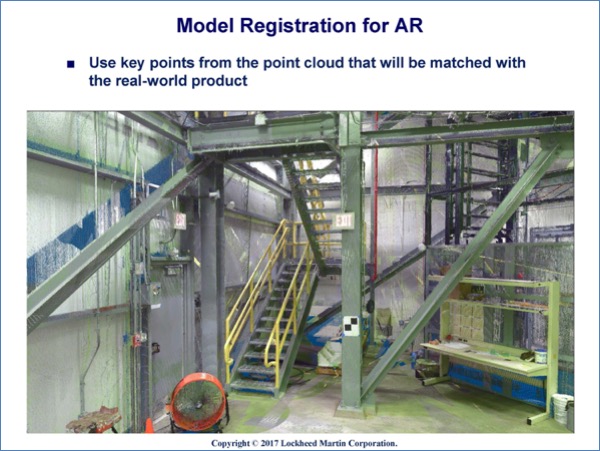 Model Registration for AR
■ Use key points from the point cloud that will be matched with
the real-world product
EXIT
EXIT
Copyright © 2017 Lockheed Martin Corporation.